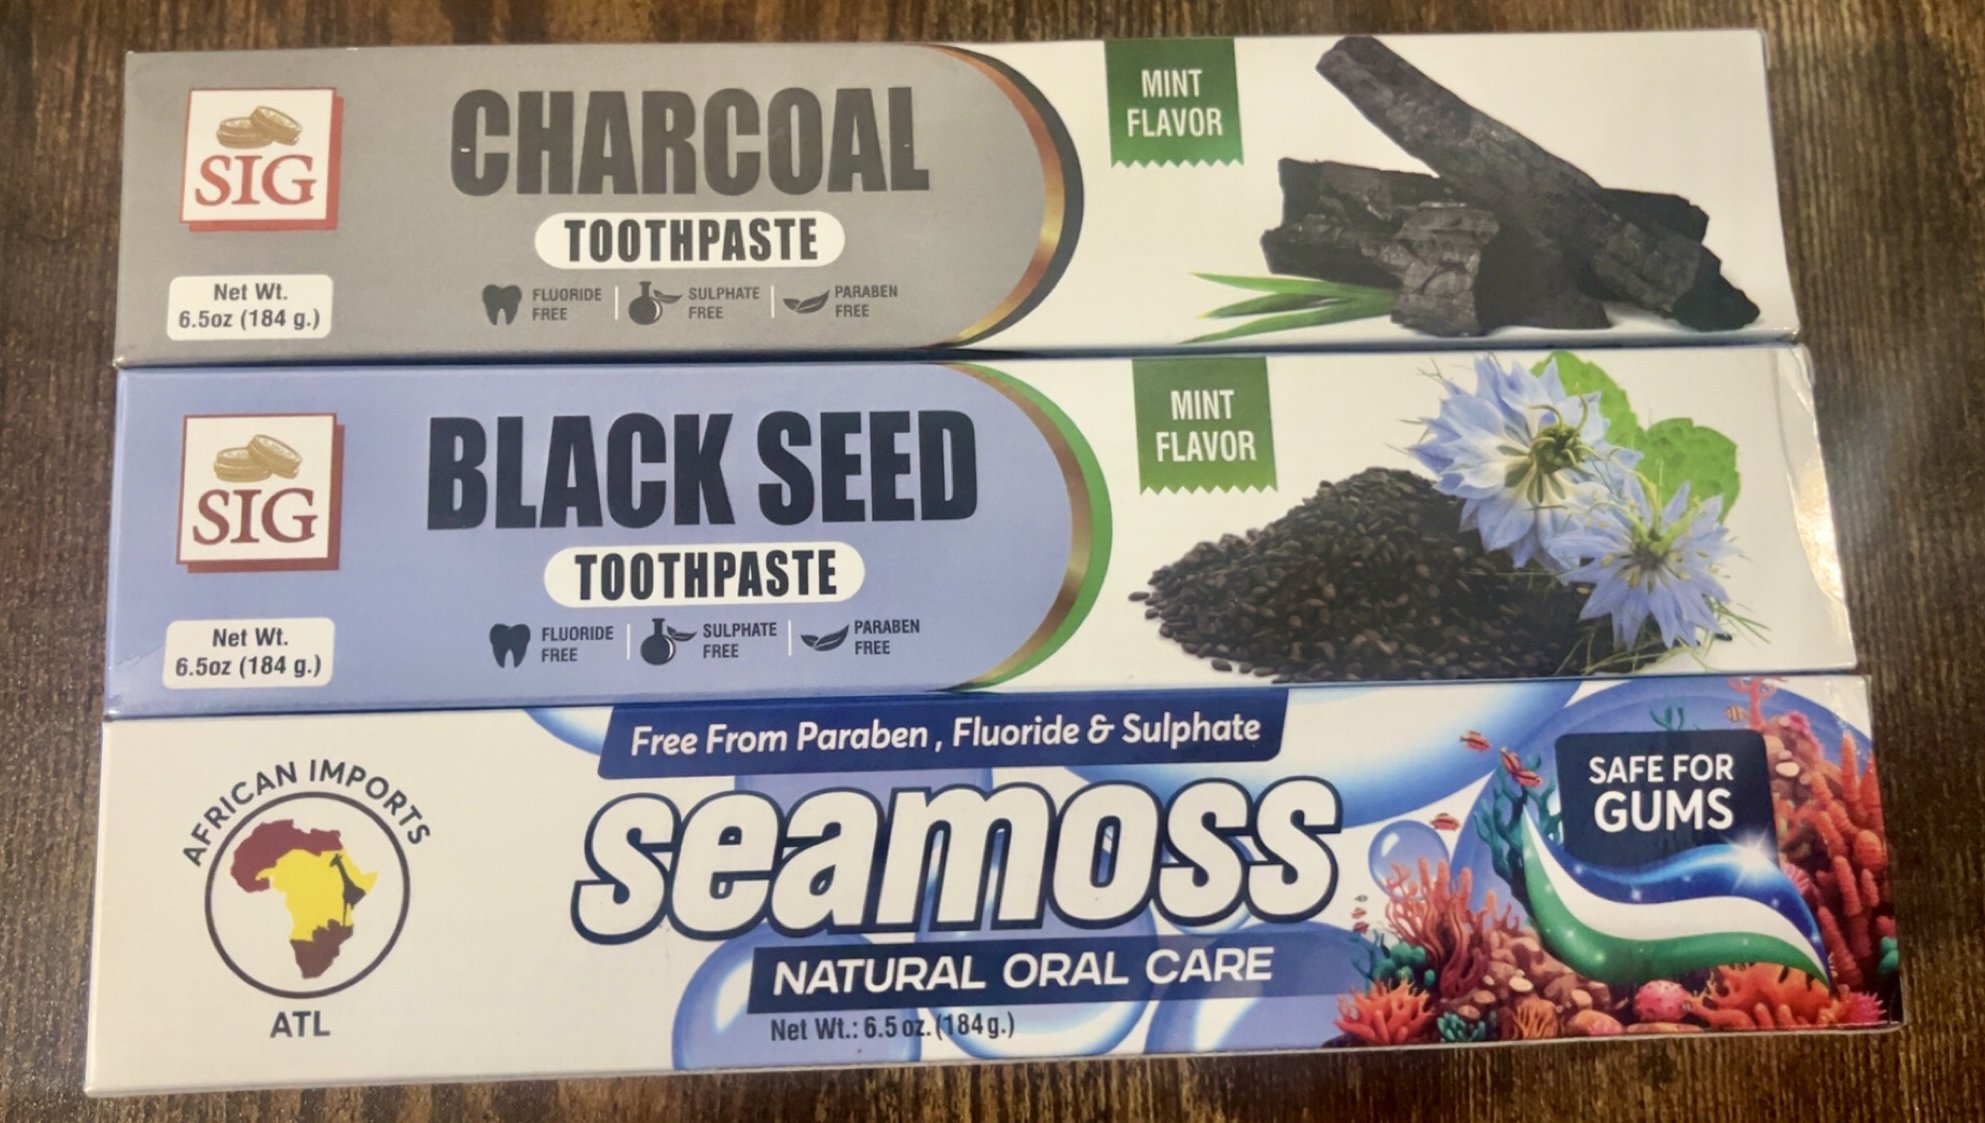 SIG
CHARCOAL
TOOTHPASTE
Net Wt.
6.5oz (184 g.)
FLUORIDE
FREE
SULPHATE
FREE
PARABEN
FREE
MINT
FLAVOR
SIG
BLACK SEED
TOOTHPASTE
Net Wt.
6.5oz (184 g.)
FLUORIDE
FREE
SULPHATE
FREE
PARABEN
FREE
MINT
FLAVOR
AFRICAN IMPORTS
ATL
Free From Paraben , Fluoride & Sulphate
seamoss
NATURAL ORAL CARE
Net Wt.: 6.5 oz. (184 g.)
SAFE FOR
GUMS